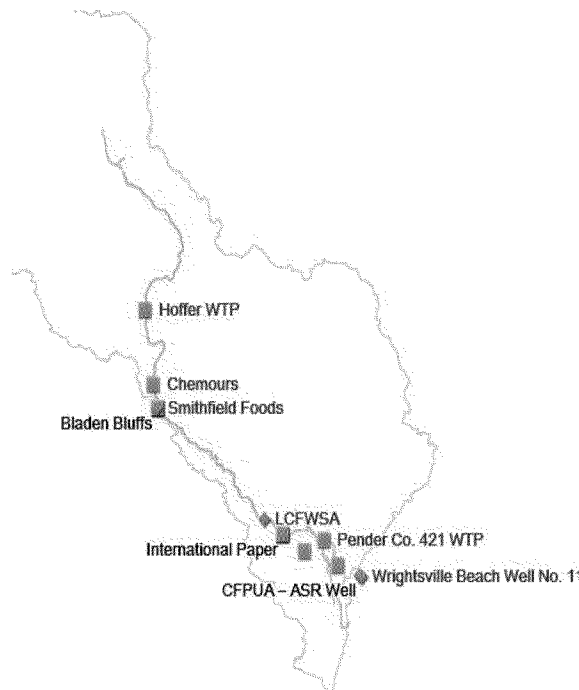 Hoffer WTP
Chemours
Smithfield Foods
Bladen Bluffs
LCFWSA
International Paper
Pender Co. 421 WTP
CFPUA – ASR Well
Wrightsville Beach Well No. 11